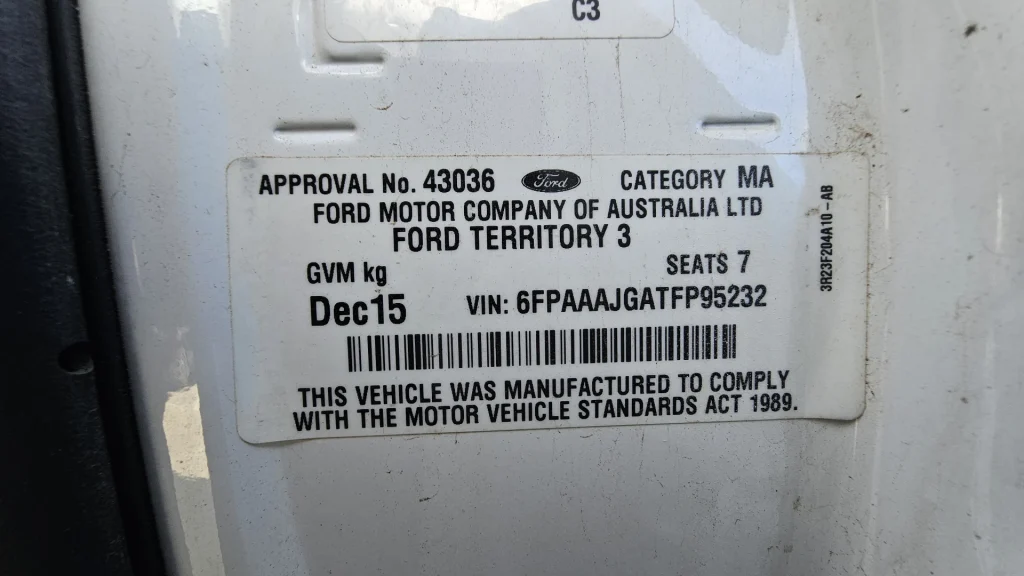 C3
APPROVAL No. 43036 Ford CATEGORY MA
FORD MOTOR COMPANY OF AUSTRALIA LTD
FORD TERRITORY 3
GVM kg SEATS 7
Dec15 VIN: 6FPAAAJGATFP95232
THIS VEHICLE WAS MANUFACTURED TO COMPLY
WITH THE MOTOR VEHICLE STANDARDS ACT 1989.
3R23F204A10-AB